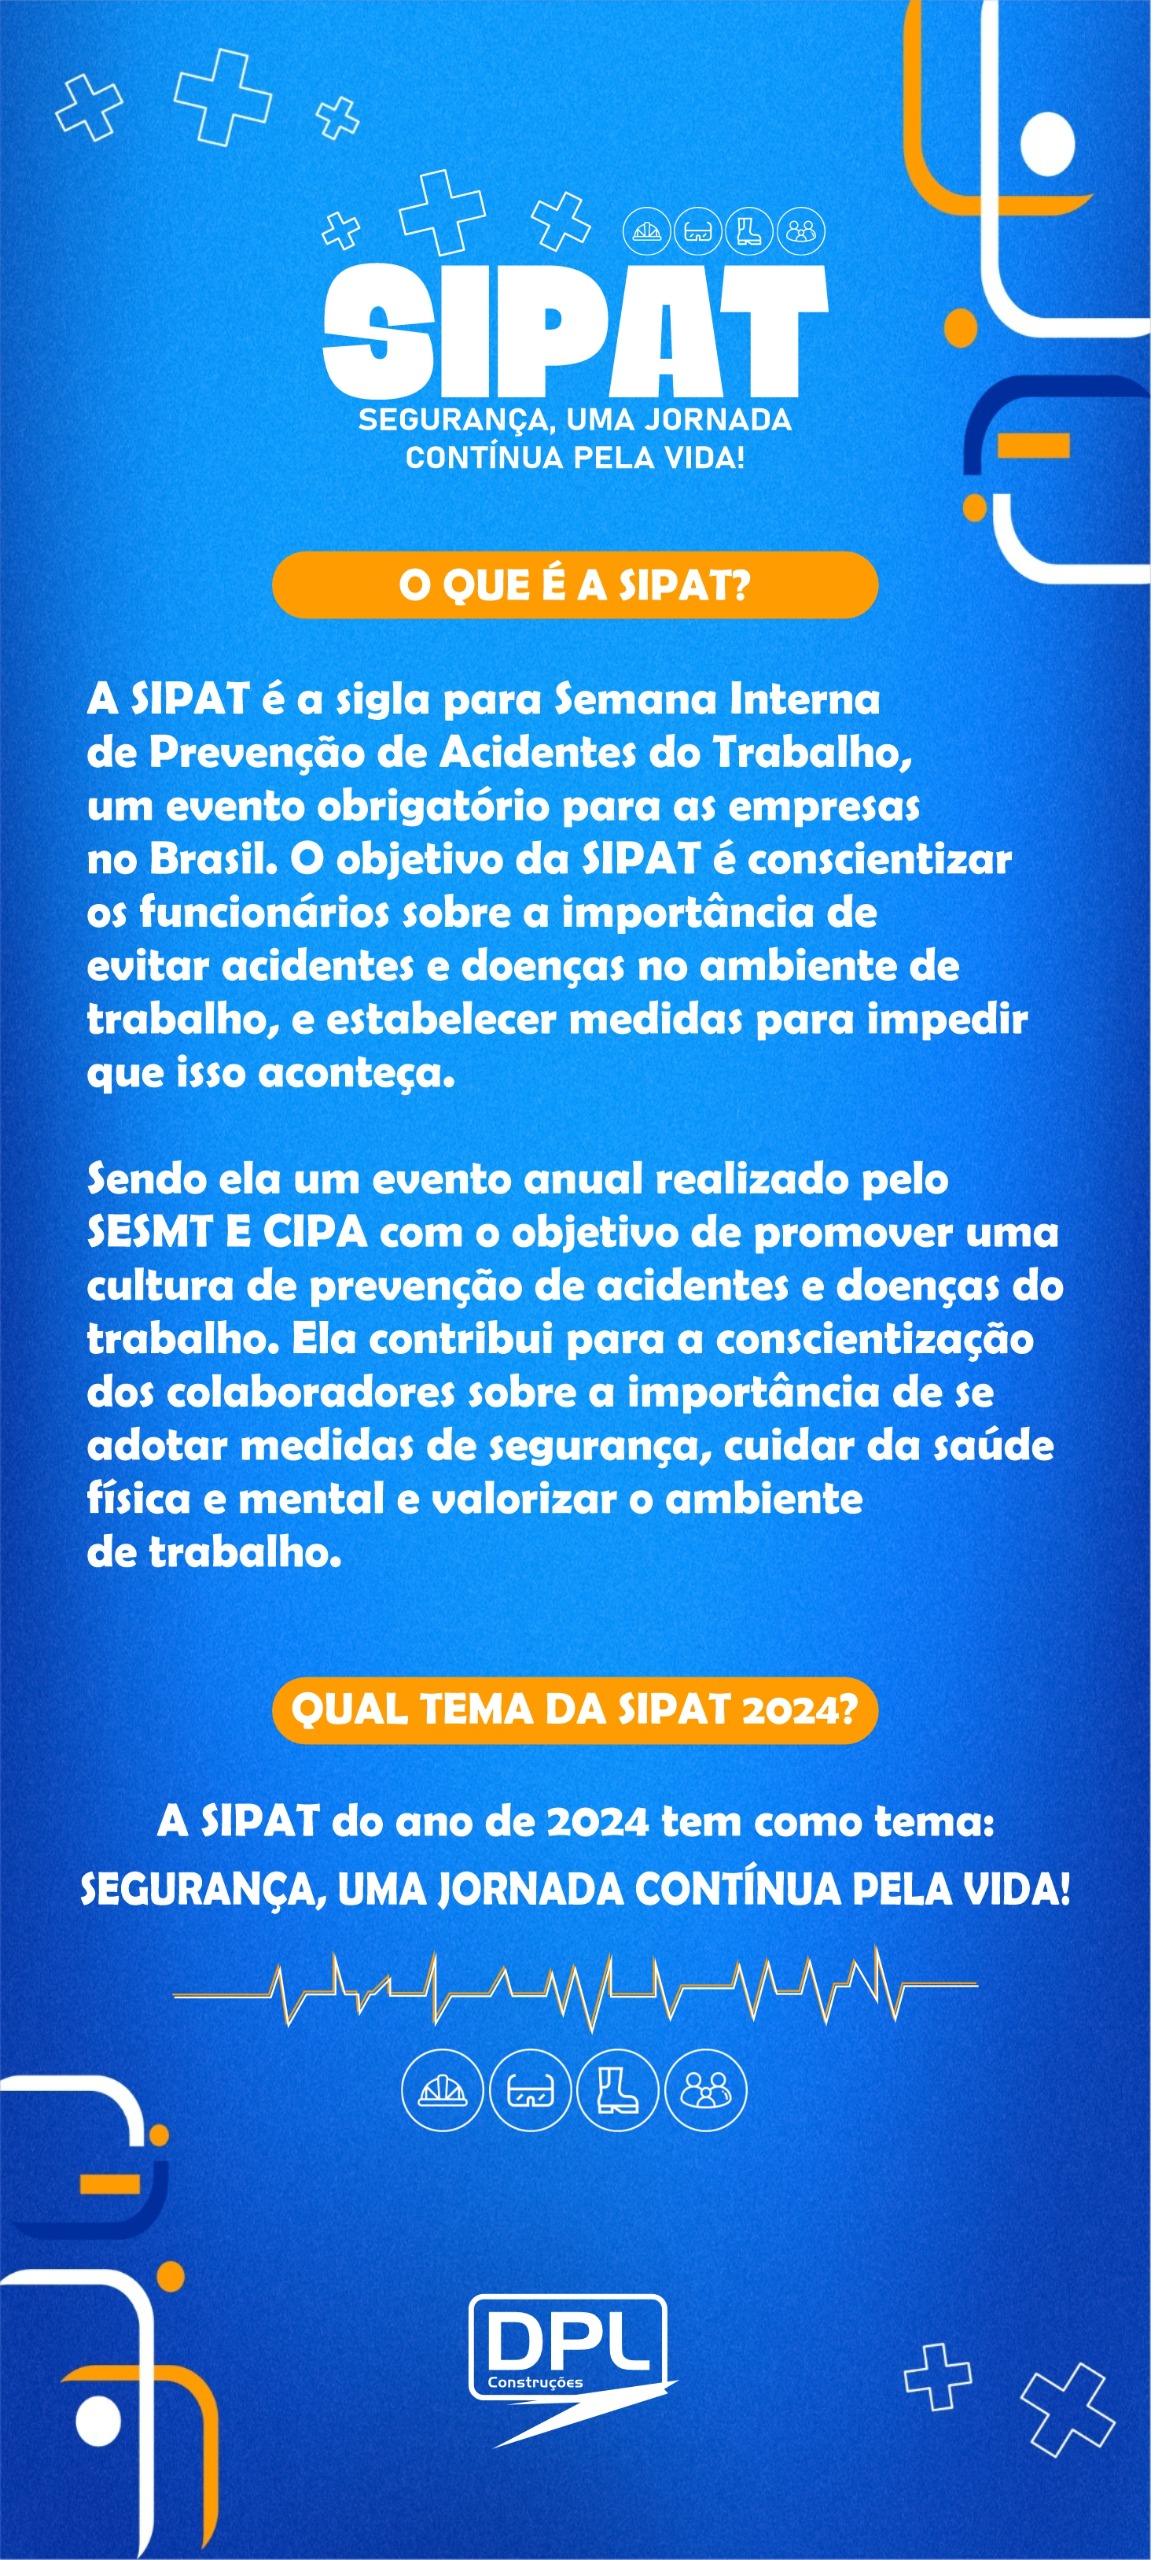 SIPAT
SEGURANÇA, UMA JORNADA
CONTÍNUA PELA VIDA!
O QUE É A SIPAT?
A SIPAT é a sigla para Semana Interna
de Prevenção de Acidentes do Trabalho,
um evento obrigatório para as empresas
no Brasil. O objetivo da SIPAT é conscientizar
os funcionários sobre a importância de
evitar acidentes e doenças no ambiente de
trabalho, e estabelecer medidas para impedir
que isso aconteça.
Sendo ela um evento anual realizado pelo
SESMT E CIPA com o objetivo de promover uma
cultura de prevenção de acidentes e doenças do
trabalho. Ela contribui para a conscientização
dos colaboradores sobre a importância de se
adotar medidas de segurança, cuidar da saúde
física e mental e valorizar o ambiente
de trabalho.
QUAL TEMA DA SIPAT 2024?
A SIPAT do ano de 2024 tem como tema:
SEGURANÇA, UMA JORNADA CONTÍNUA PELA VIDA!
DPL
Construções